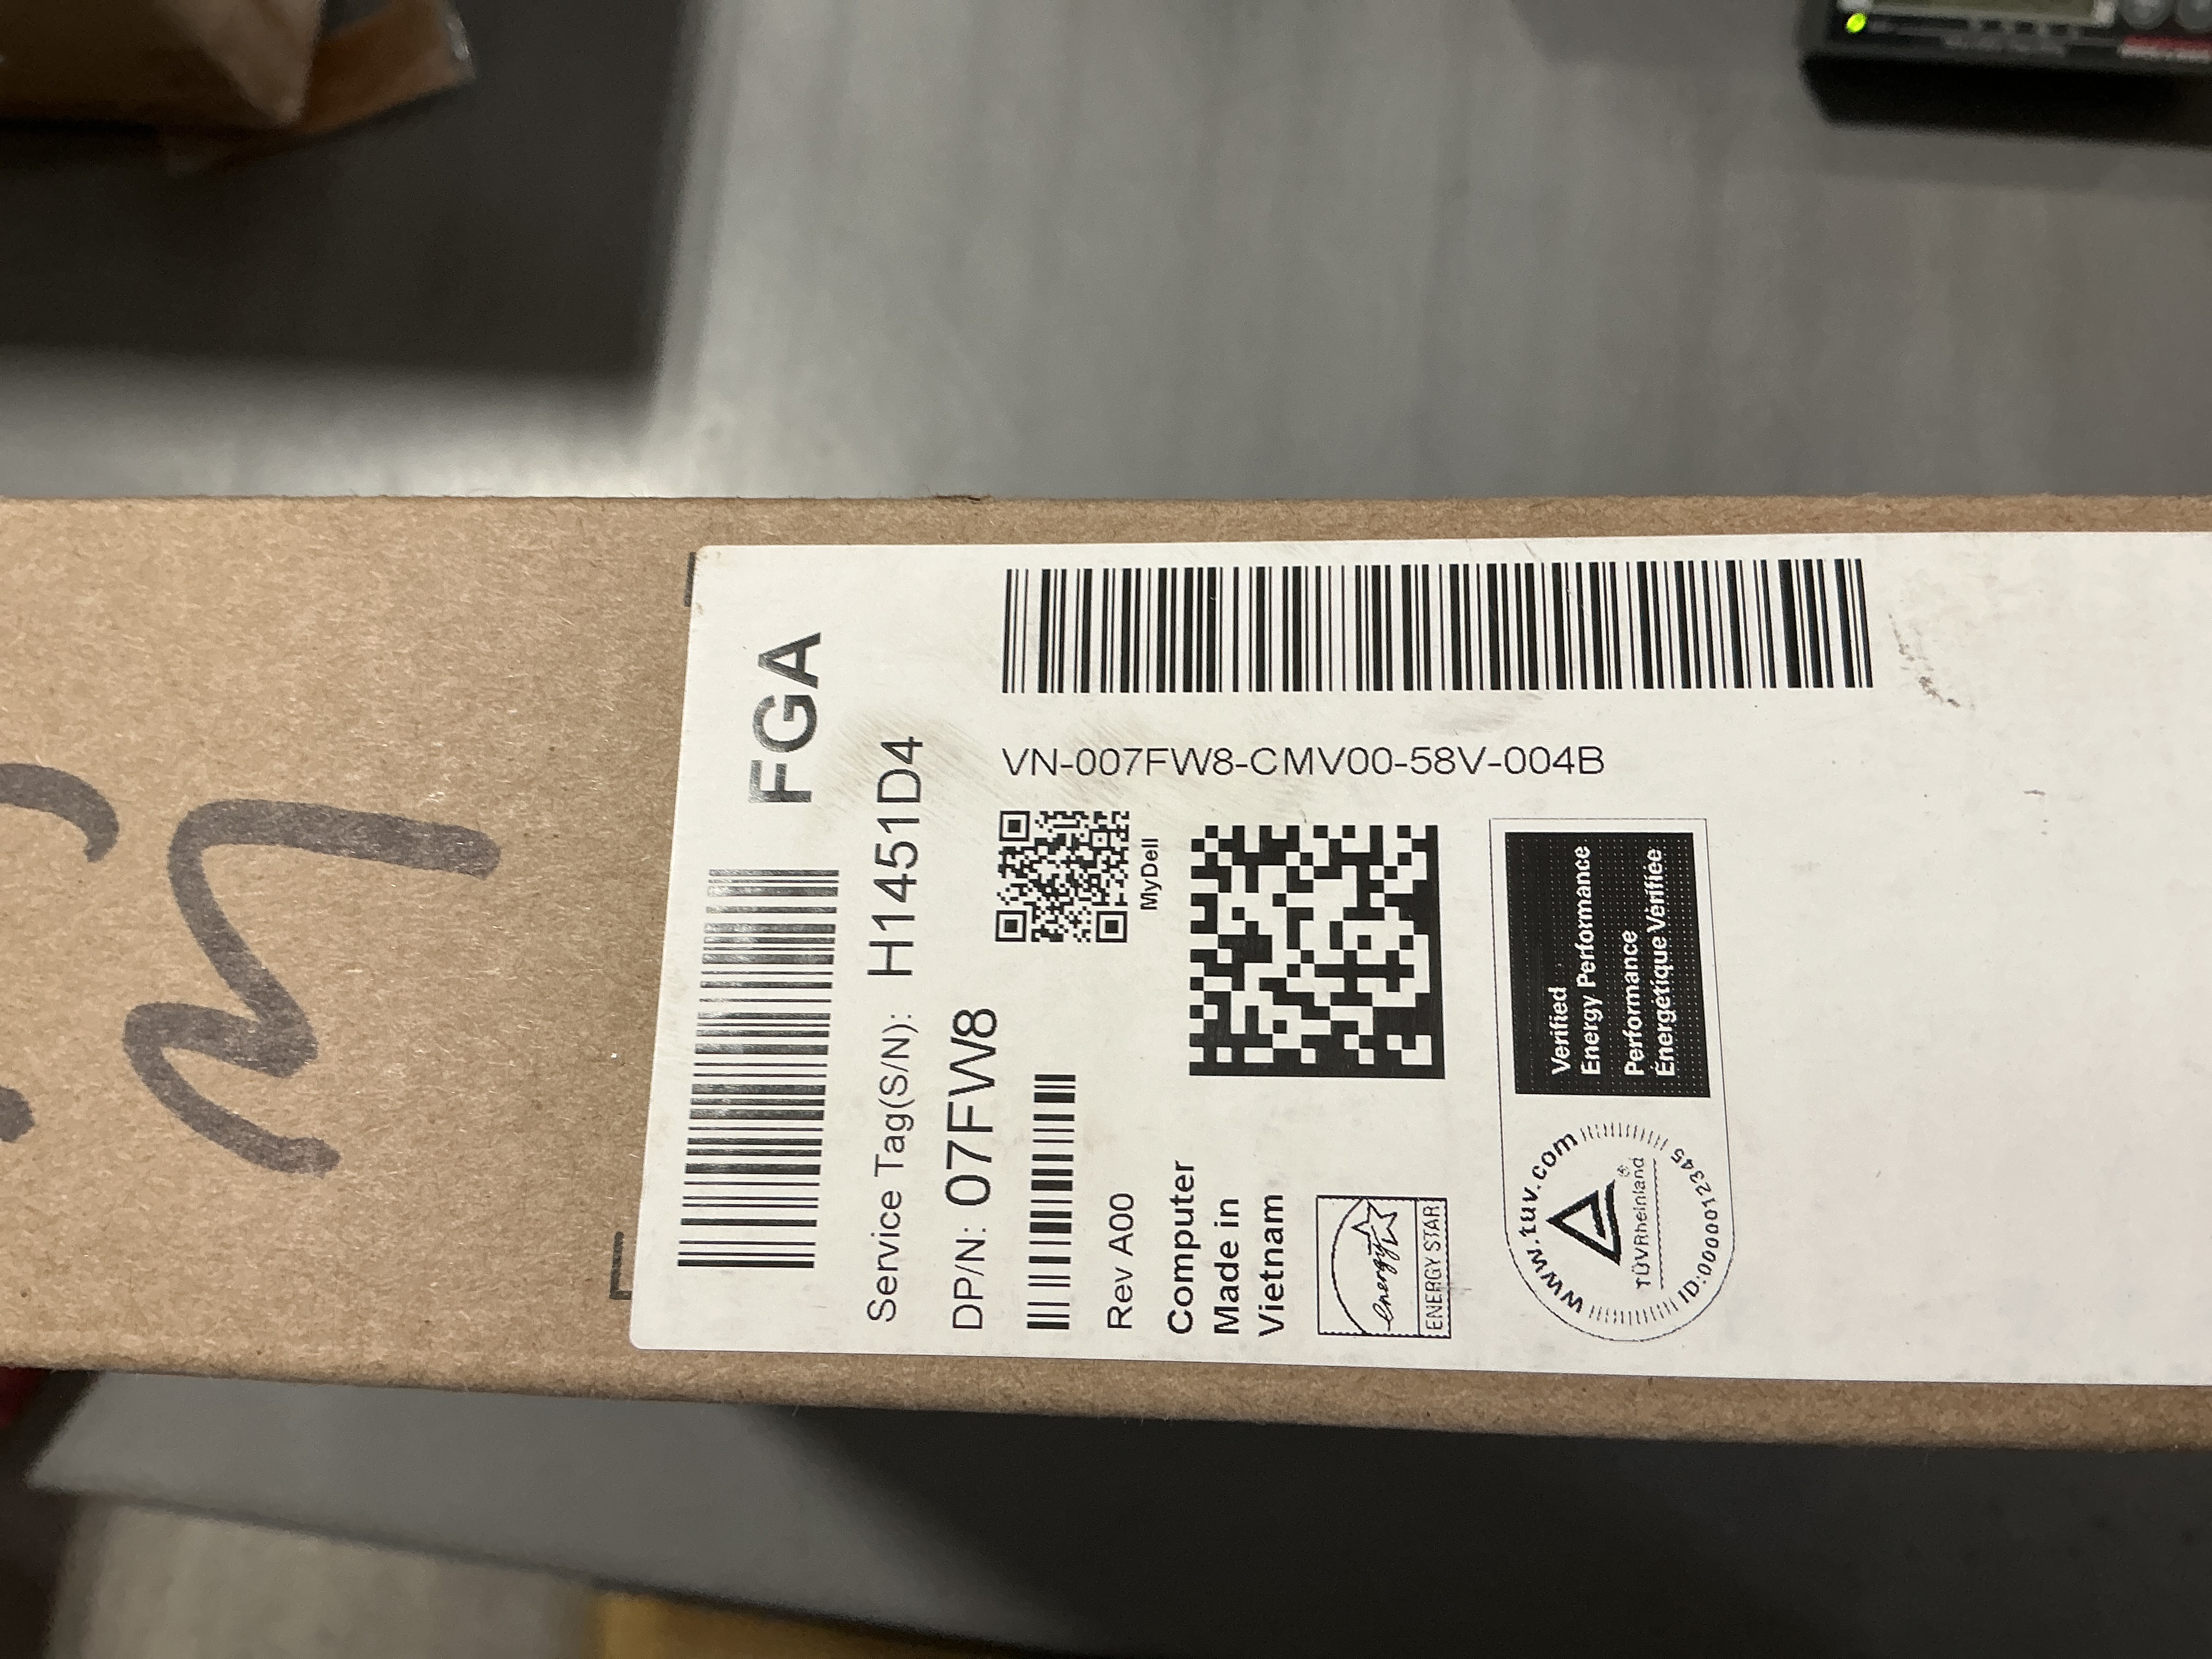 FGA
Service Tag(S/N): H1451D4
DP/N: 07FW8
MyDell
VN-007FW8-CMV00-58V-004B
Rev A00
Computer
Made in
Vietnam
energy
ENERGY STAR
www.tuv.com
TÜVRheinland®
ID:0000012345
Verified
Energy Performance
Performance
Énergétique Vérifiée